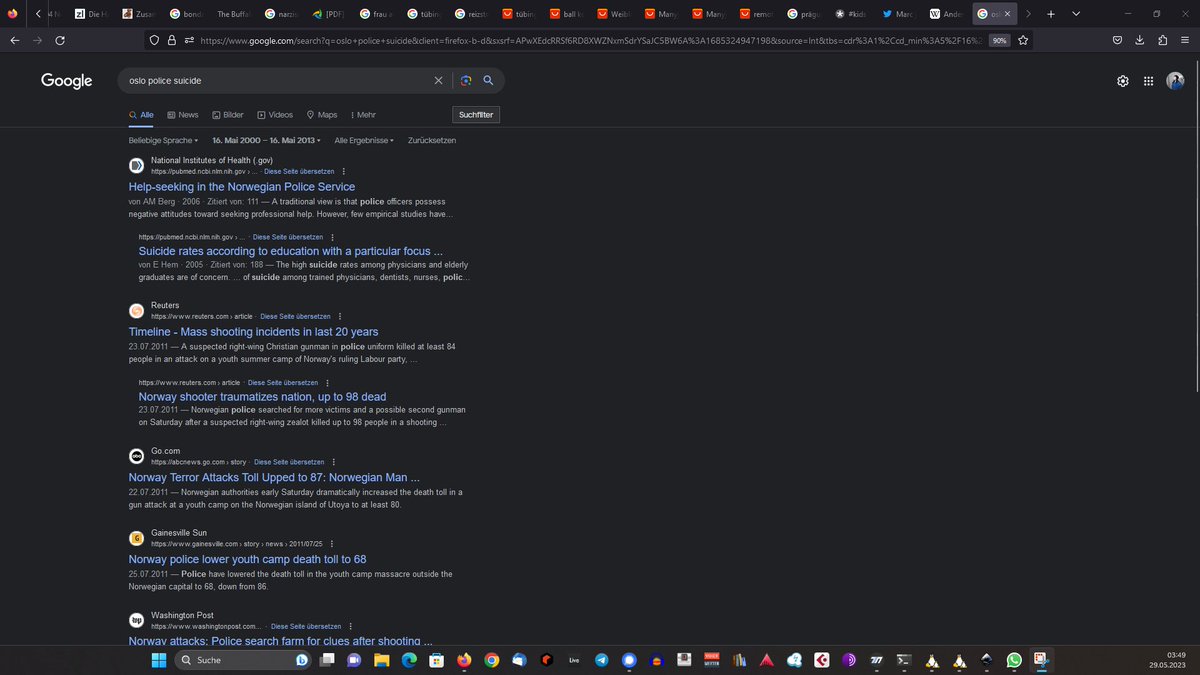 Die Ha
Zusan
bond
The Buffal
narzis
[PDF]
frau a
tübing
reizst
tübin
ball k
Weibl
Many
Many
remot
prägu
#kids
Marc
Ander
osl
https://www.google.com/search?q=oslo+police+suicide&client=firefox-b-d&sxsrf=APwXEdcRRSf6RD8XWZNxmSdrYSaJC5BW6A%3A1685324947198&source=lnt&tbs=cdr%3A1%2Ccd_min%3A5%2F16%2
90%
Google
oslo police suicide
Alle
News
Bilder
Videos
Maps
Mehr
Suchfilter
Beliebige Sprache
16. Mai 2000 – 16. Mai 2013
Alle Ergebnisse
Zurücksetzen
National Institutes of Health (.gov)
https://pubmed.ncbi.nlm.nih.gov › ... · Diese Seite übersetzen
Help-seeking in the Norwegian Police Service
von AM Berg · 2006 · Zitiert von: 111 — A traditional view is that police officers possess
negative attitudes toward seeking professional help. However, few empirical studies have...
https://pubmed.ncbi.nlm.nih.gov › ... · Diese Seite übersetzen
Suicide rates according to education with a particular focus ...
von E Hem · 2005 · Zitiert von: 188 — The high suicide rates among physicians and elderly
graduates are of concern. ... of suicide among trained physicians, dentists, nurses, polic...
Reuters
https://www.reuters.com › article · Diese Seite übersetzen
Timeline - Mass shooting incidents in last 20 years
23.07.2011 — A suspected right-wing Christian gunman in police uniform killed at least 84
people in an attack on a youth summer camp of Norway's ruling Labour party, ...
https://www.reuters.com › article · Diese Seite übersetzen
Norway shooter traumatizes nation, up to 98 dead
23.07.2011 — Norwegian police searched for more victims and a possible second gunman
on Saturday after a suspected right-wing zealot killed up to 98 people in a shooting ...
Go.com
https://abcnews.go.com › story · Diese Seite übersetzen
Norway Terror Attacks Toll Upped to 87: Norwegian Man ...
22.07.2011 — Norwegian authorities early Saturday dramatically increased the death toll in a
gun attack at a youth camp on the Norwegian island of Utoya to at least 80.
Gainesville Sun
https://www.gainesville.com › story › news › 2011/07/25
Norway police lower youth camp death toll to 68
25.07.2011 — Police have lowered the death toll in the youth camp massacre outside the
Norwegian capital to 68, down from 86.
Washington Post
https://www.washingtonpost.com... · Diese Seite übersetzen
Norway attacks: Police search farm for clues after shooting ...
Suche
Live
03:49
29.05.2023